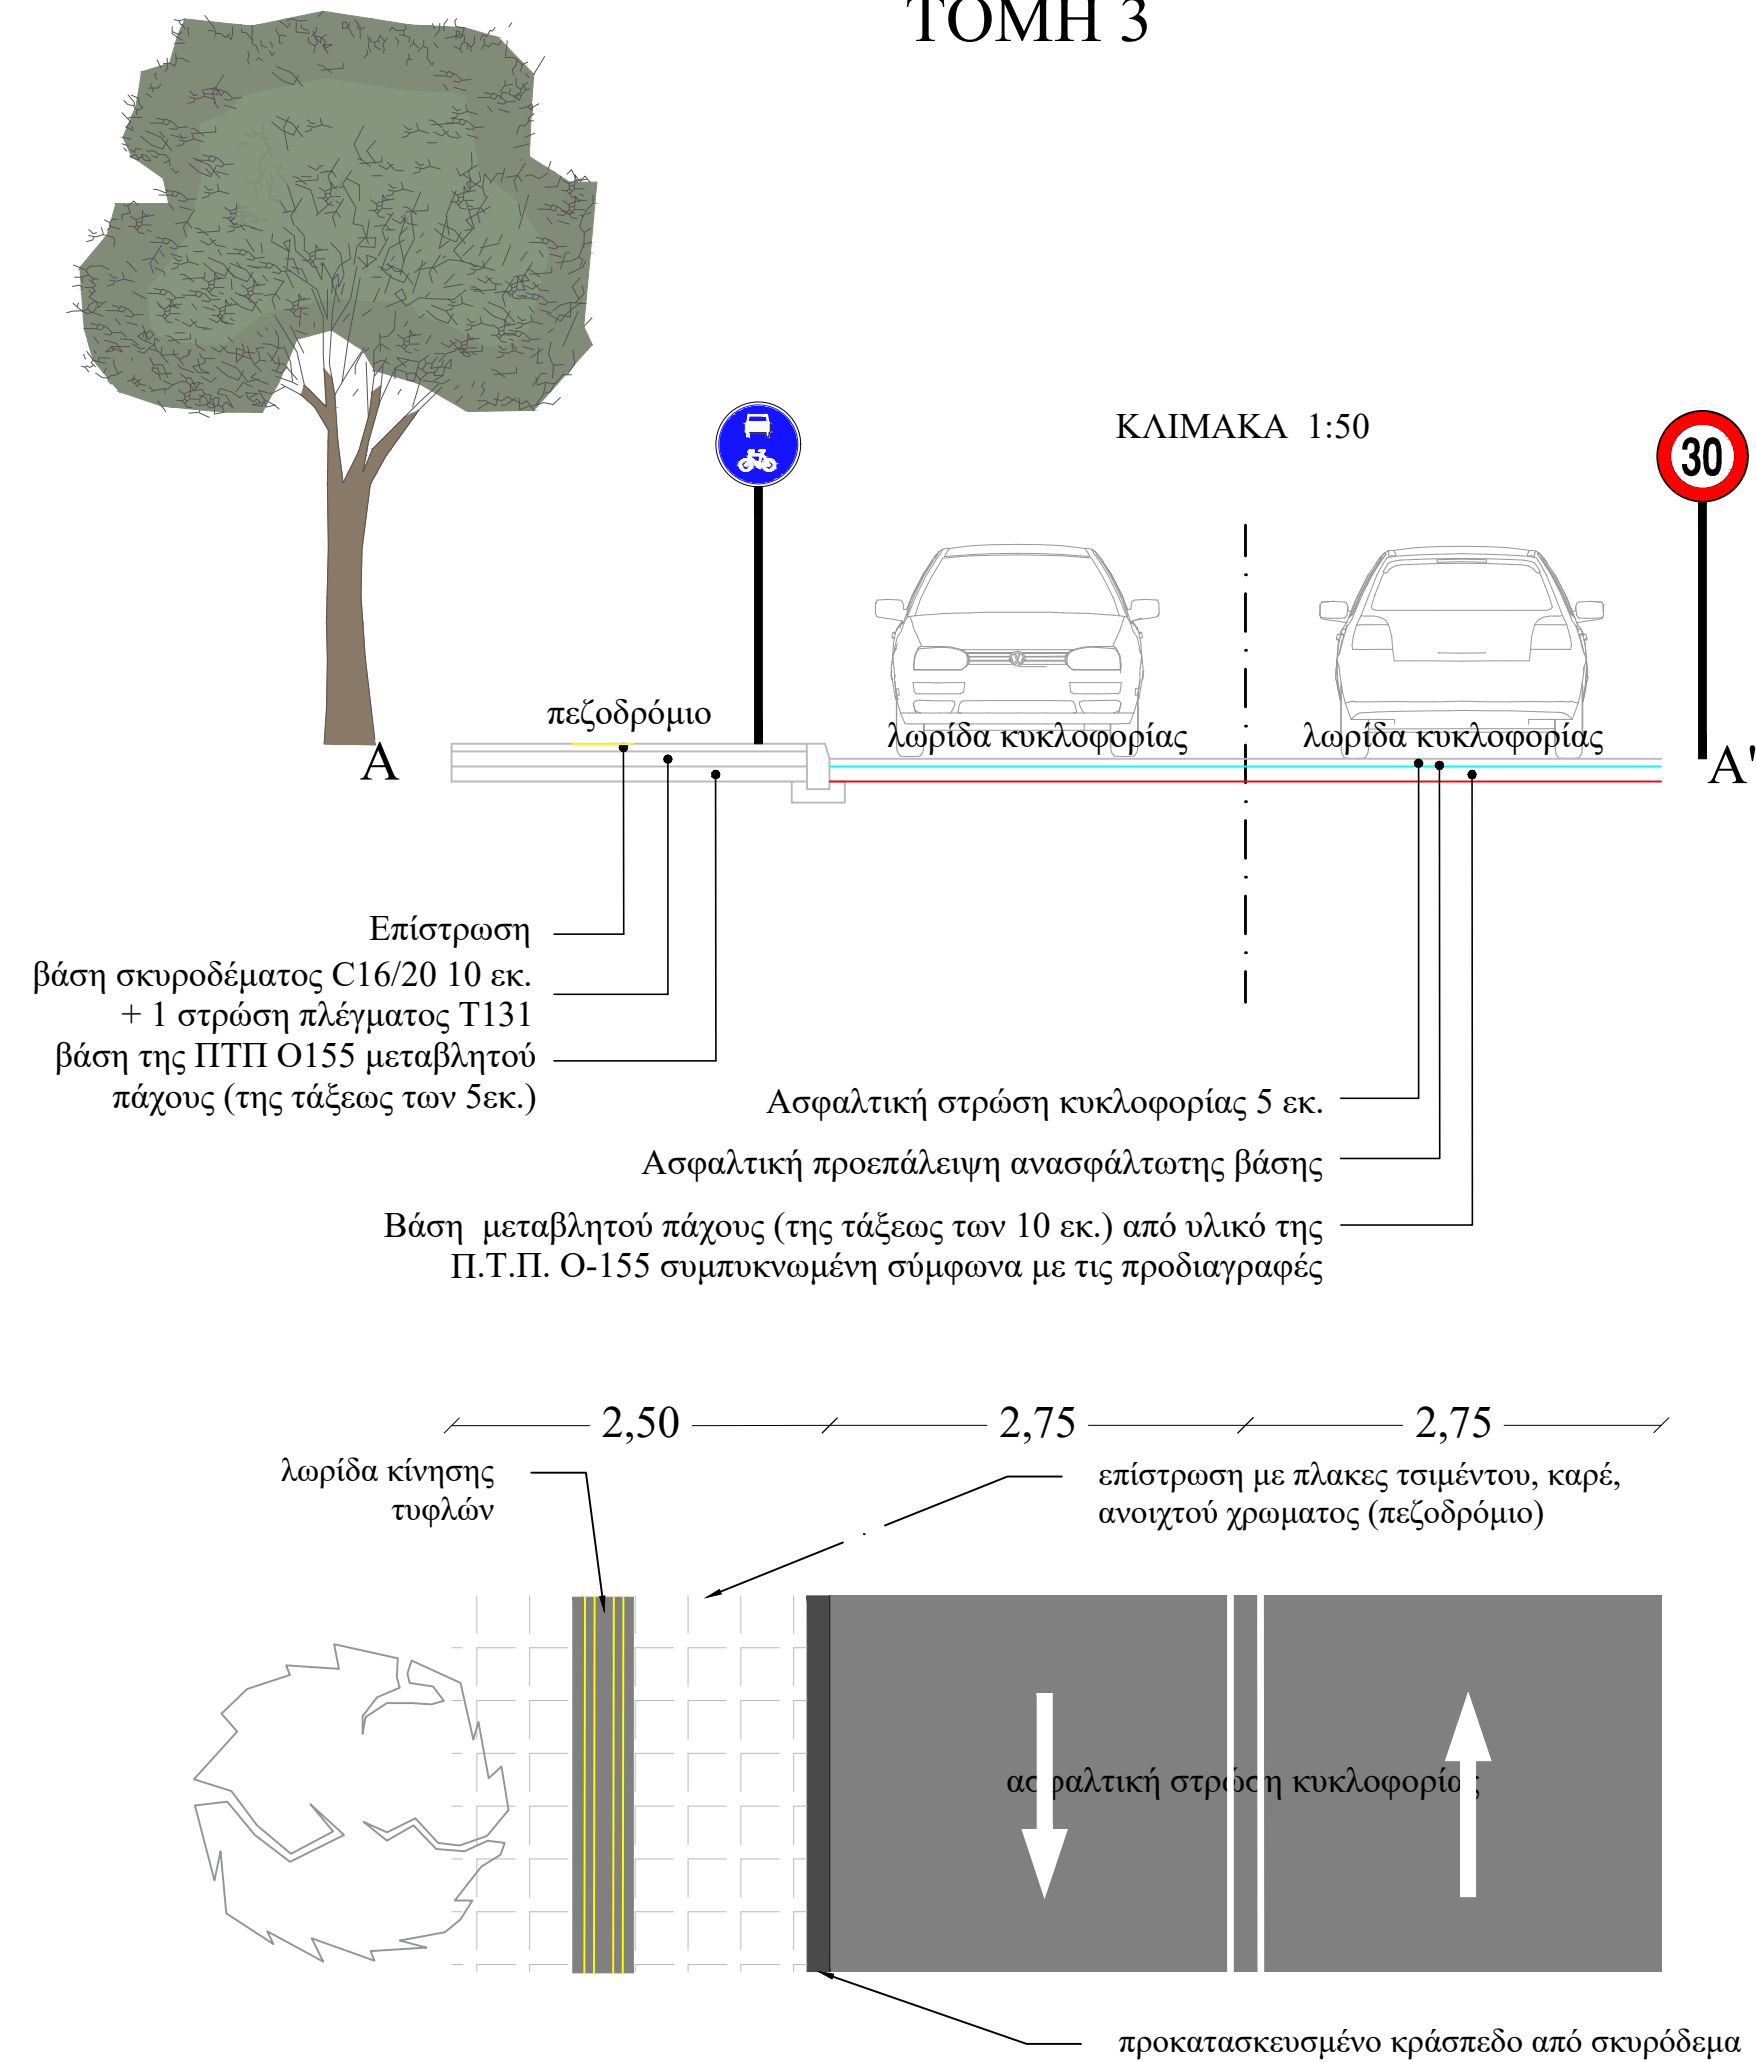 ΤΟΜΗ 3
ΚΛΙΜΑΚΑ 1:50
30
πεζοδρόμιο
λωρίδα κυκλοφορίας
λωρίδα κυκλοφορίας
Α
Α'
Επίστρωση
βάση σκυροδέματος C16/20 10 εκ.
+ 1 στρώση πλέγματος Τ131
βάση της ΠΤΠ Ο155 μεταβλητού
πάχους (της τάξεως των 5εκ.)
Ασφαλτική στρώση κυκλοφορίας 5 εκ.
Ασφαλτική προεπάλειψη ανασφάλτωτης βάσης
Βάση μεταβλητού πάχους (της τάξεως των 10 εκ.) από υλικό της
Π.Τ.Π. Ο-155 συμπυκνωμένη σύμφωνα με τις προδιαγραφές
2,50
2,75
2,75
λωρίδα κίνησης
τυφλών
επίστρωση με πλακες τσιμέντου, καρέ,
ανοιχτού χρωματος (πεζοδρόμιο)
ασφαλτική στρώση κυκλοφορίας
προκατασκευσμένο κράσπεδο από σκυρόδεμα